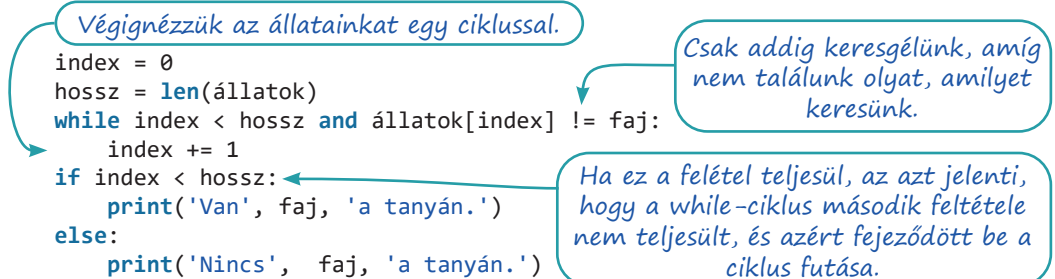 Végignézzük az állatainkat egy ciklussal.
index = 0
hossz = len(állatok)
while index < hossz and állatok[index] != faj:
    index += 1
if index < hossz:
    print('Van', faj, 'a tanyán.')
else:
    print('Nincs',  faj, 'a tanyán.')
Csak addig keresgélünk, amíg
nem találunk olyat, amilyet
keresünk.
Ha ez a felétel teljesül, az azt jelenti,
hogy a while-ciklus második feltétele
nem teljesült, és azért fejeződött be a
ciklus futása.